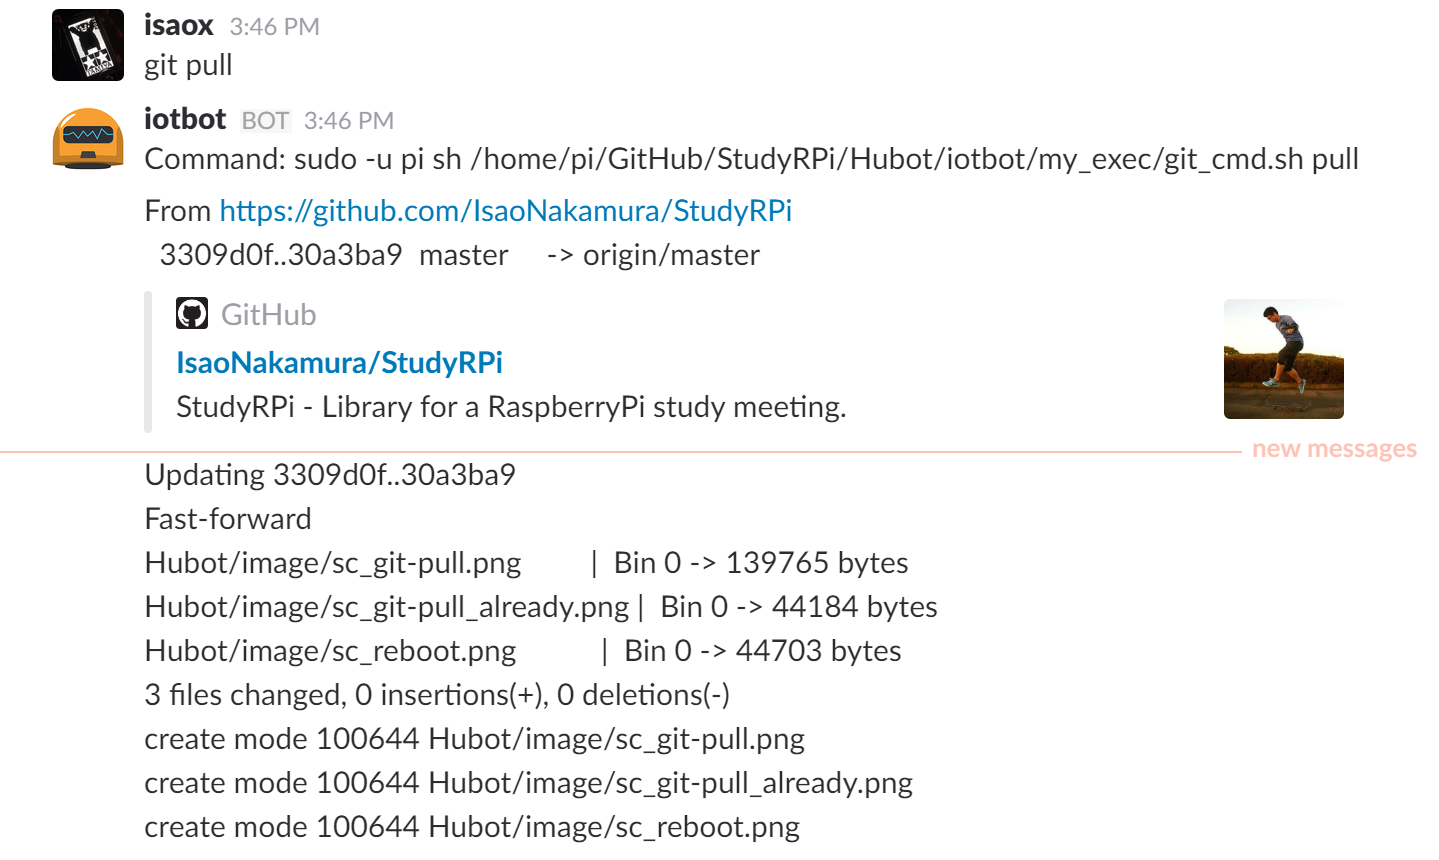 isaox 3:46 PM
git pull
iotbot BOT 3:46 PM
Command: sudo -u pi sh /home/pi/GitHub/StudyRPi/Hubot/iotbot/my_exec/git_cmd.sh pull
From https://github.com/IsaoNakamura/StudyRPi
3309d0f..30a3ba9 master -> origin/master
GitHub
IsaoNakamura/StudyRPi
StudyRPi - Library for a RaspberryPi study meeting.
new messages
Updating 3309d0f..30a3ba9
Fast-forward
Hubot/image/sc_git-pull.png | Bin 0 -> 139765 bytes
Hubot/image/sc_git-pull_already.png | Bin 0 -> 44184 bytes
Hubot/image/sc_reboot.png | Bin 0 -> 44703 bytes
3 files changed, 0 insertions(+), 0 deletions(-)
create mode 100644 Hubot/image/sc_git-pull.png
create mode 100644 Hubot/image/sc_git-pull_already.png
create mode 100644 Hubot/image/sc_reboot.png